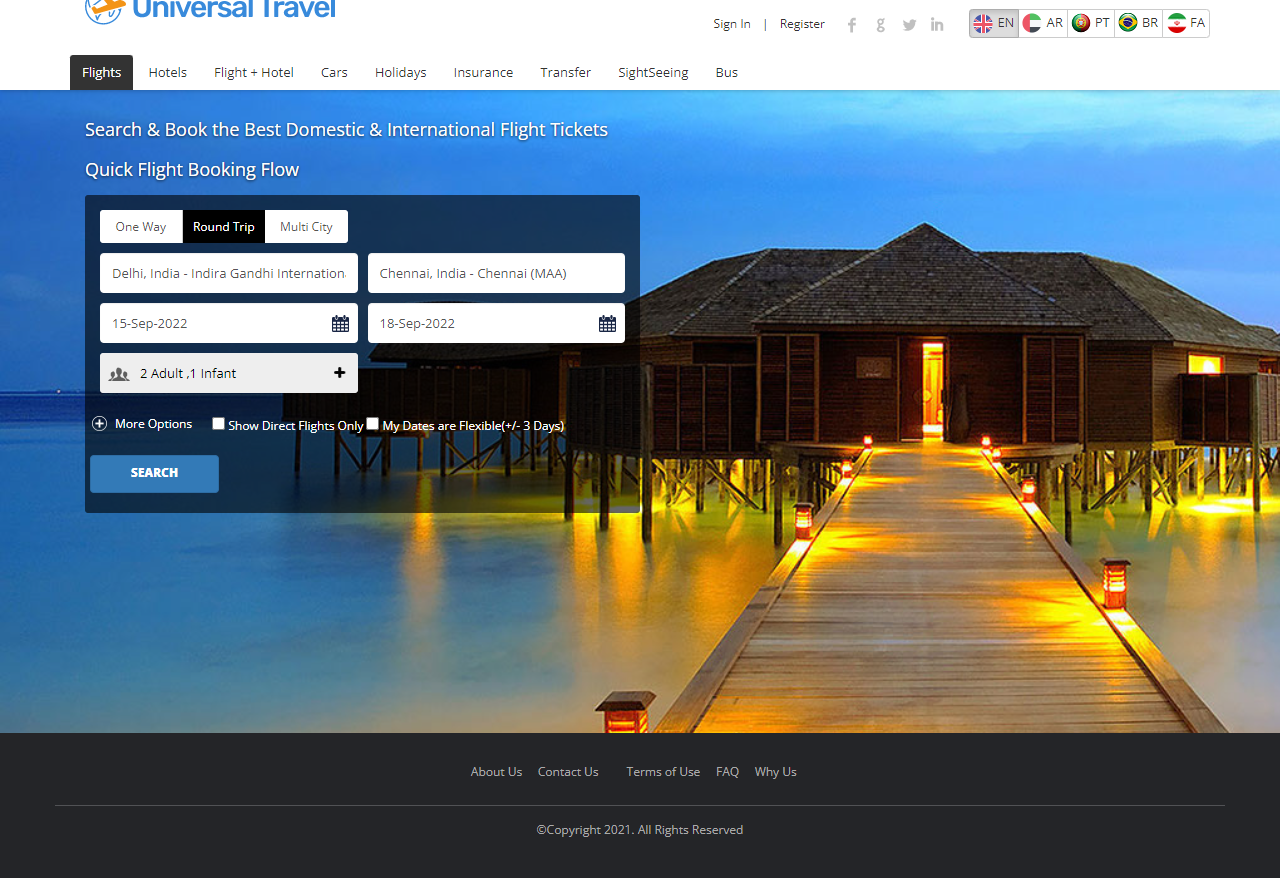 Universal Travel
Sign In | Register
EN AR PT BR FA
Flights Hotels Flight + Hotel Cars Holidays Insurance Transfer SightSeeing Bus
Search & Book the Best Domestic & International Flight Tickets
Quick Flight Booking Flow
One Way Round Trip Multi City
Delhi, India - Indira Gandhi Internation
Chennai, India - Chennai (MAA)
15-Sep-2022
18-Sep-2022
2 Adult ,1 Infant
More Options Show Direct Flights Only My Dates are Flexible(+/- 3 Days)
SEARCH
About Us Contact Us Terms of Use FAQ Why Us
©Copyright 2021. All Rights Reserved